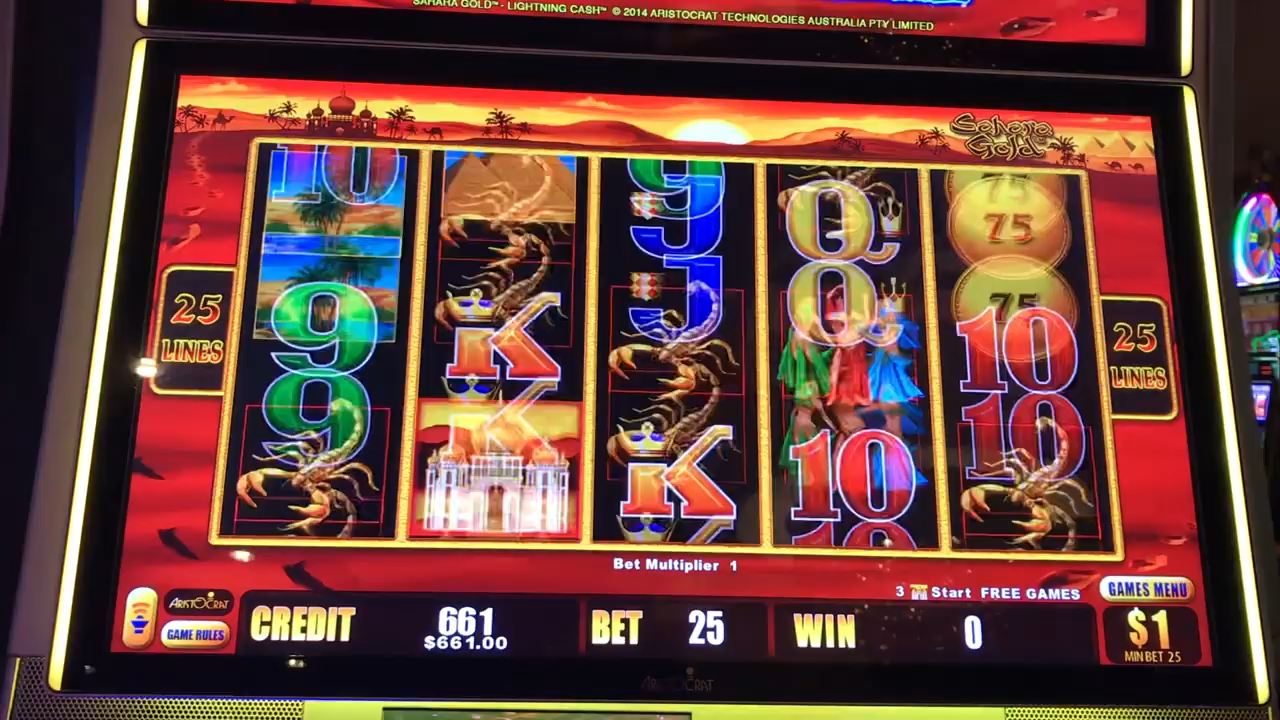 SAHARA GOLD™ - LIGHTNING CASH™ © 2014 ARISTOCRAT TECHNOLOGIES AUSTRALIA PTY LIMITED
Sahara
Gold
10
9
9
K
K
9
J
J
K
Q
Q
10
10
75
75
75
10
10
25
LINES
25
LINES
Bet Multiplier 1
3 Start FREE GAMES
GAMES MENU
ARISTOCRAT
GAME RULES
CREDIT
661
$661.00
BET
25
WIN
0
$1
MIN BET 25
ARISTOCRAT